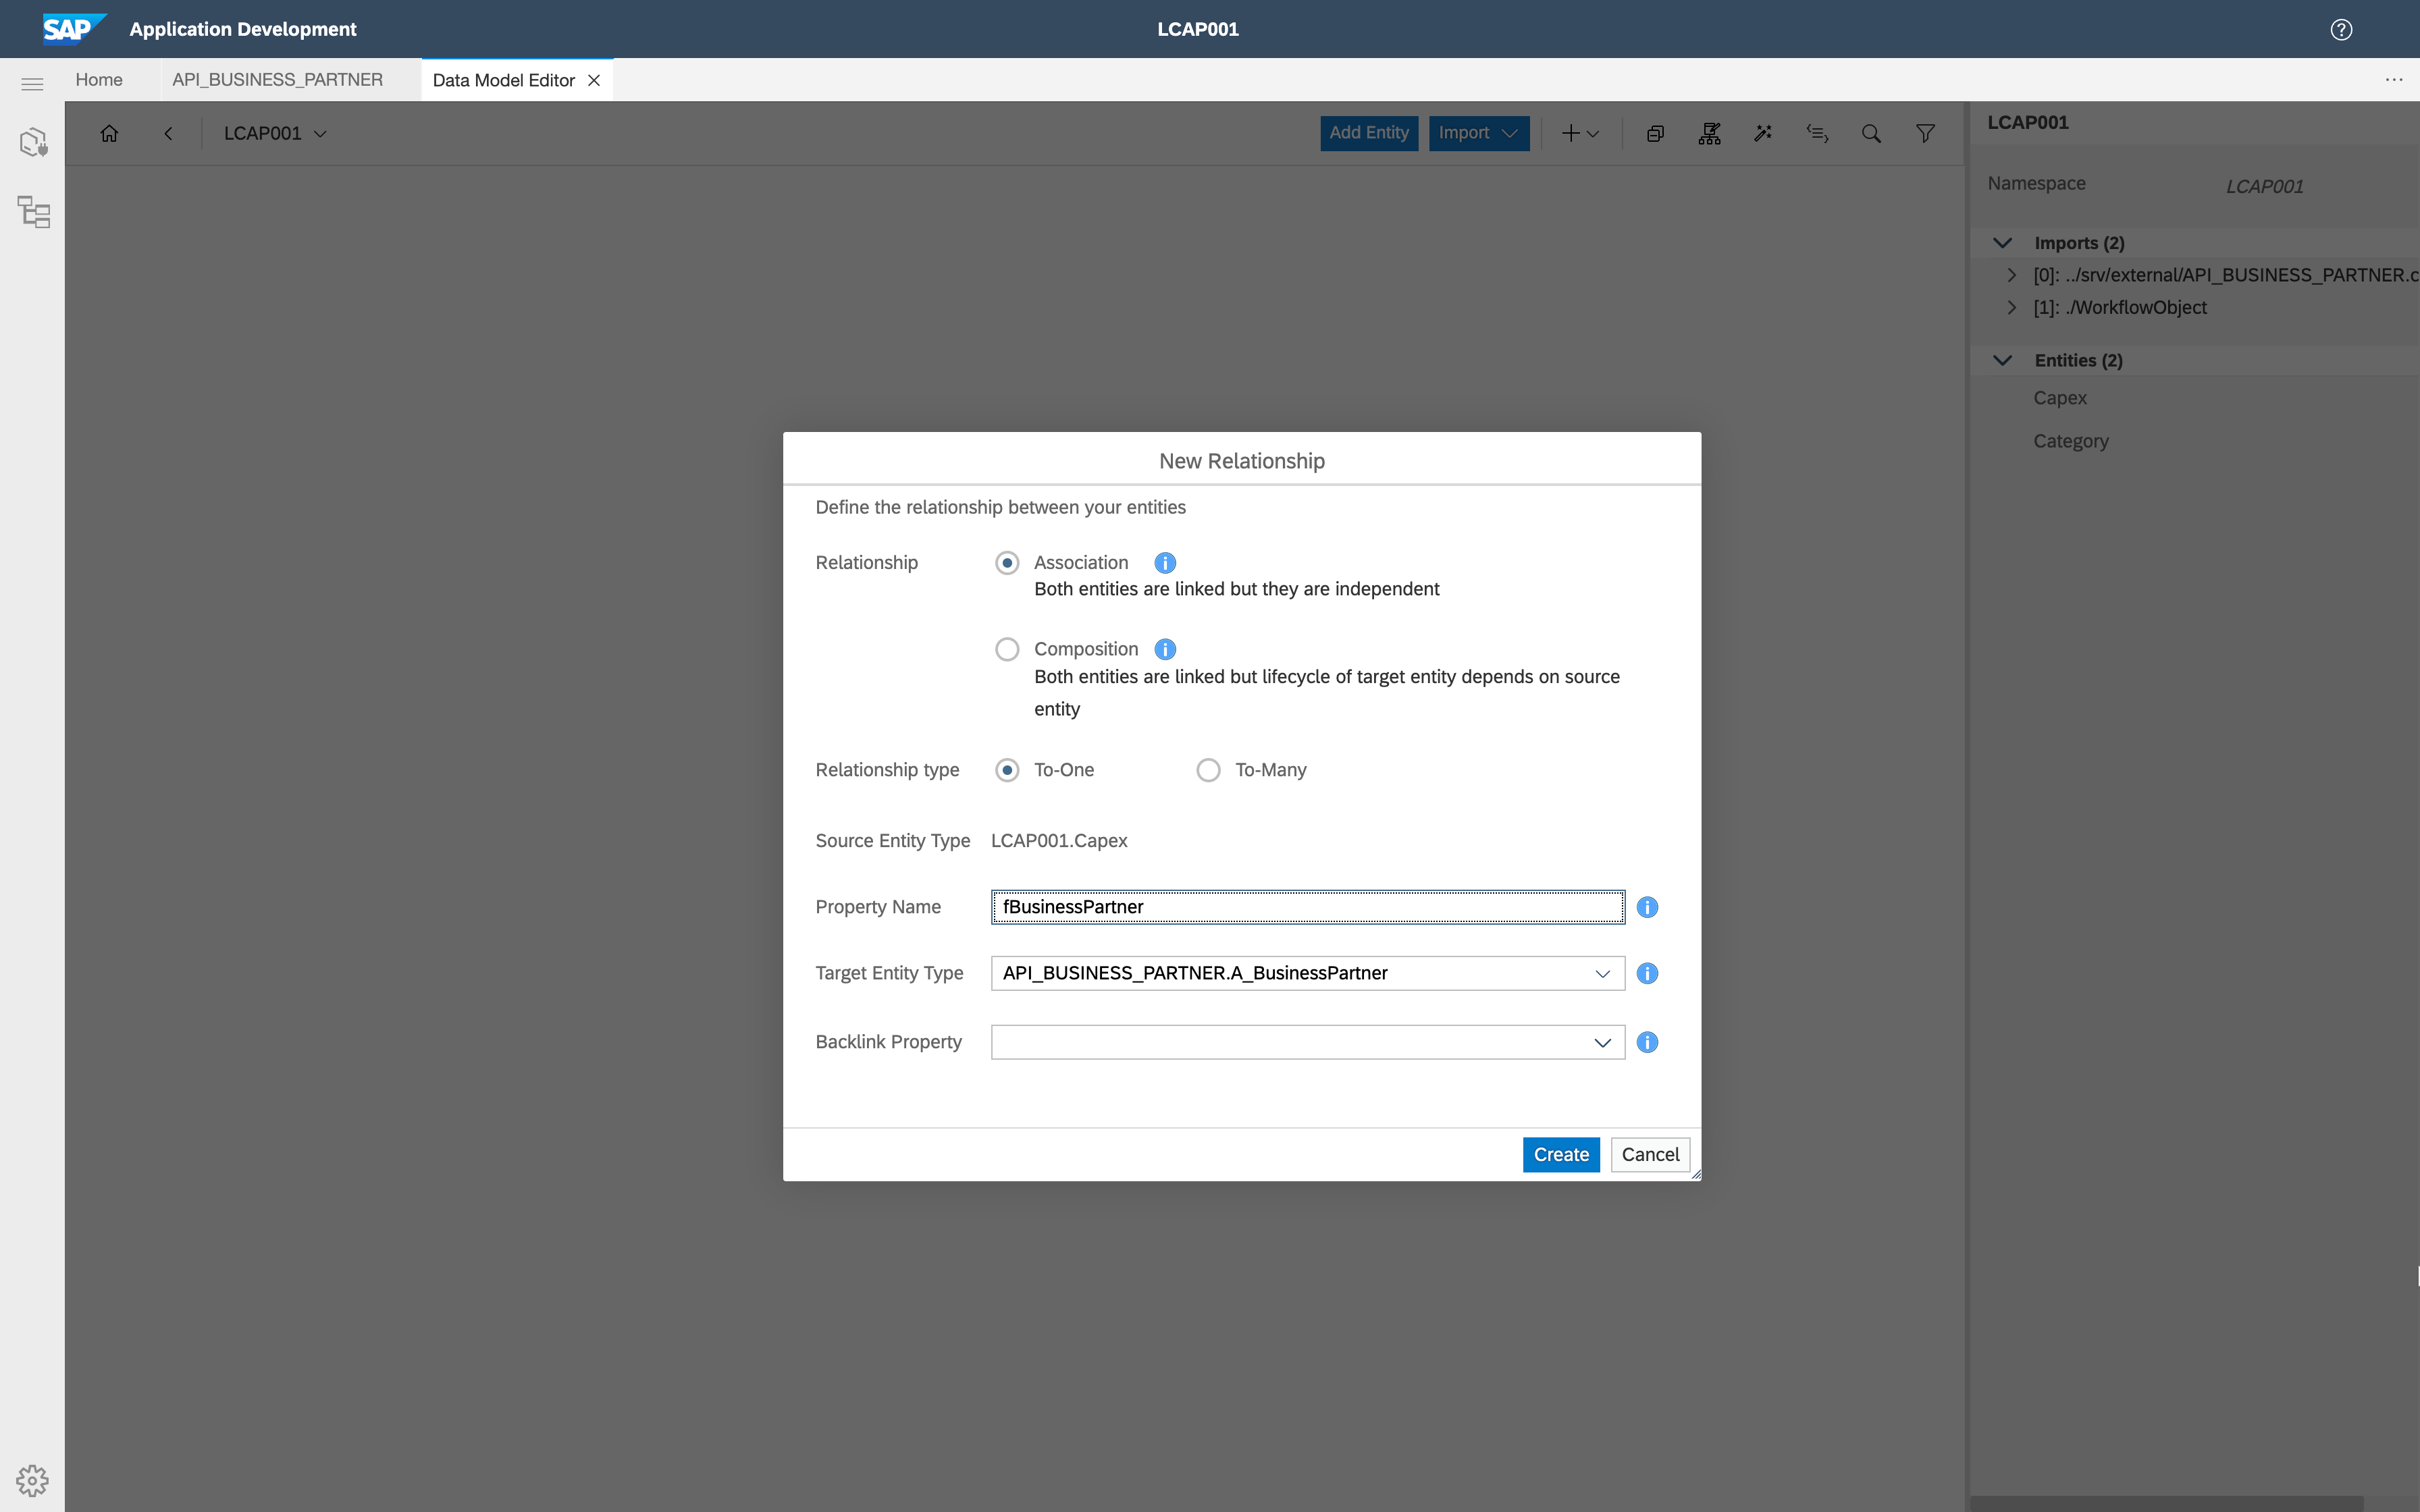 SAP Application Development LCAP001
Home API_BUSINESS_PARTNER Data Model Editor
LCAP001 Add Entity Import
LCAP001
Namespace LCAP001
Imports (2)
[0]: ../srv/external/API_BUSINESS_PARTNER.c
[1]: ./WorkflowObject
Entities (2)
Capex
Category
New Relationship
Define the relationship between your entities
Relationship Association
Both entities are linked but they are independent
Composition
Both entities are linked but lifecycle of target entity depends on source
entity
Relationship type To-One To-Many
Source Entity Type LCAP001.Capex
Property Name fBusinessPartner
Target Entity Type API_BUSINESS_PARTNER.A_BusinessPartner
Backlink Property
Create Cancel